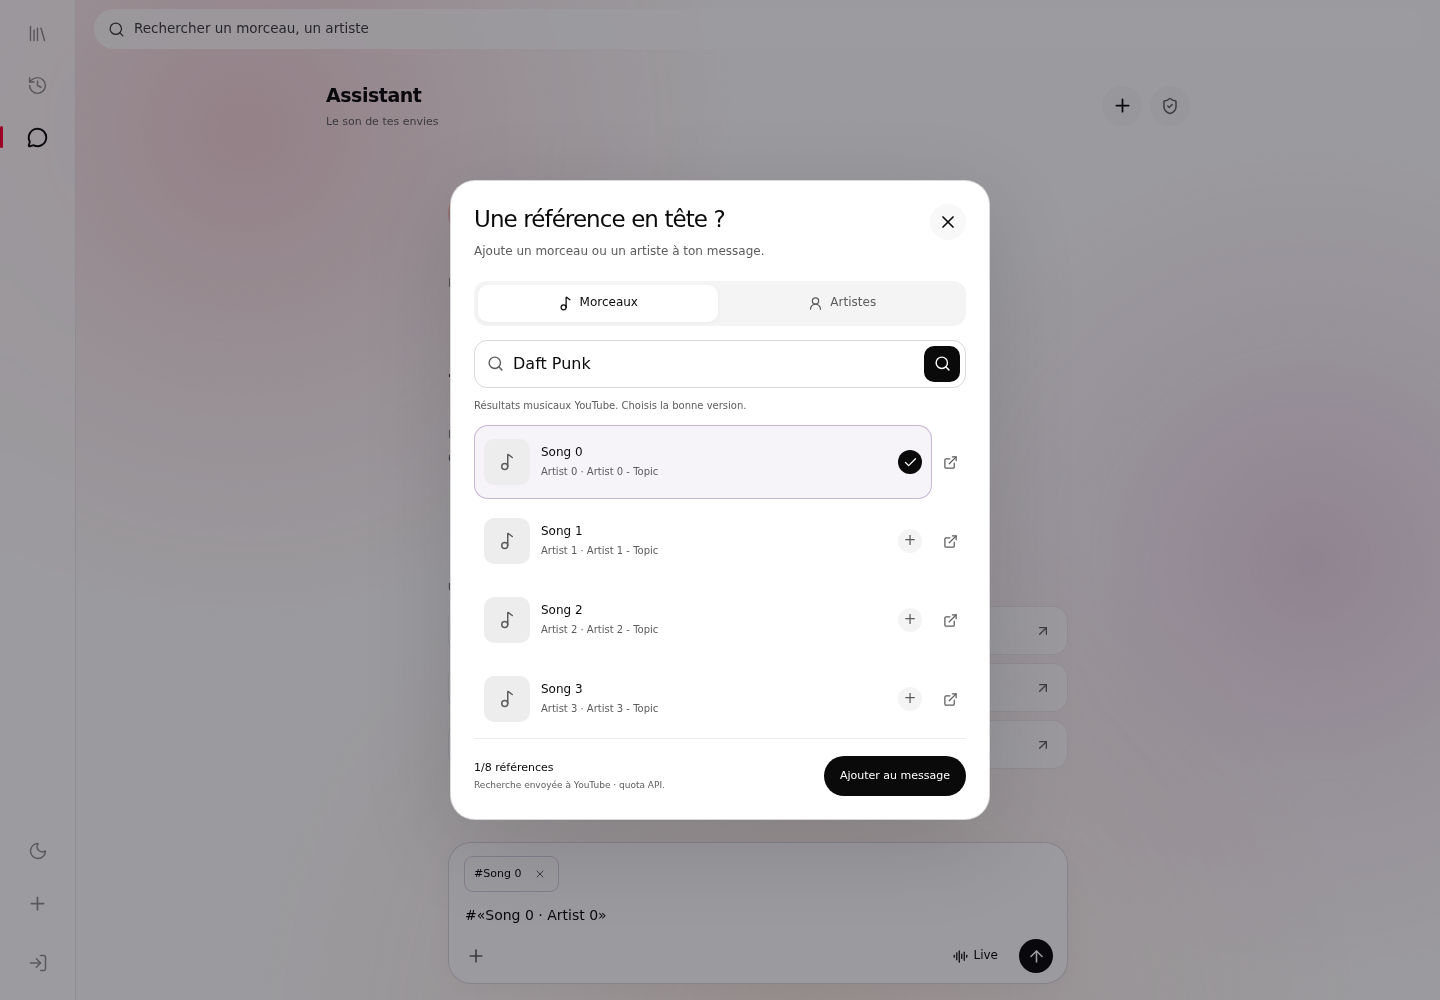 Rechercher un morceau, un artiste
Assistant
Le son de tes envies
Une référence en tête ?
Ajoute un morceau ou un artiste à ton message.
Morceaux
Artistes
Daft Punk
Résultats musicaux YouTube. Choisis la bonne version.
Song 0
Artist 0 · Artist 0 - Topic
Song 1
Artist 1 · Artist 1 - Topic
Song 2
Artist 2 · Artist 2 - Topic
Song 3
Artist 3 · Artist 3 - Topic
1/8 références
Recherche envoyée à YouTube · quota API.
Ajouter au message
#Song 0
#«Song 0 · Artist 0»
Live